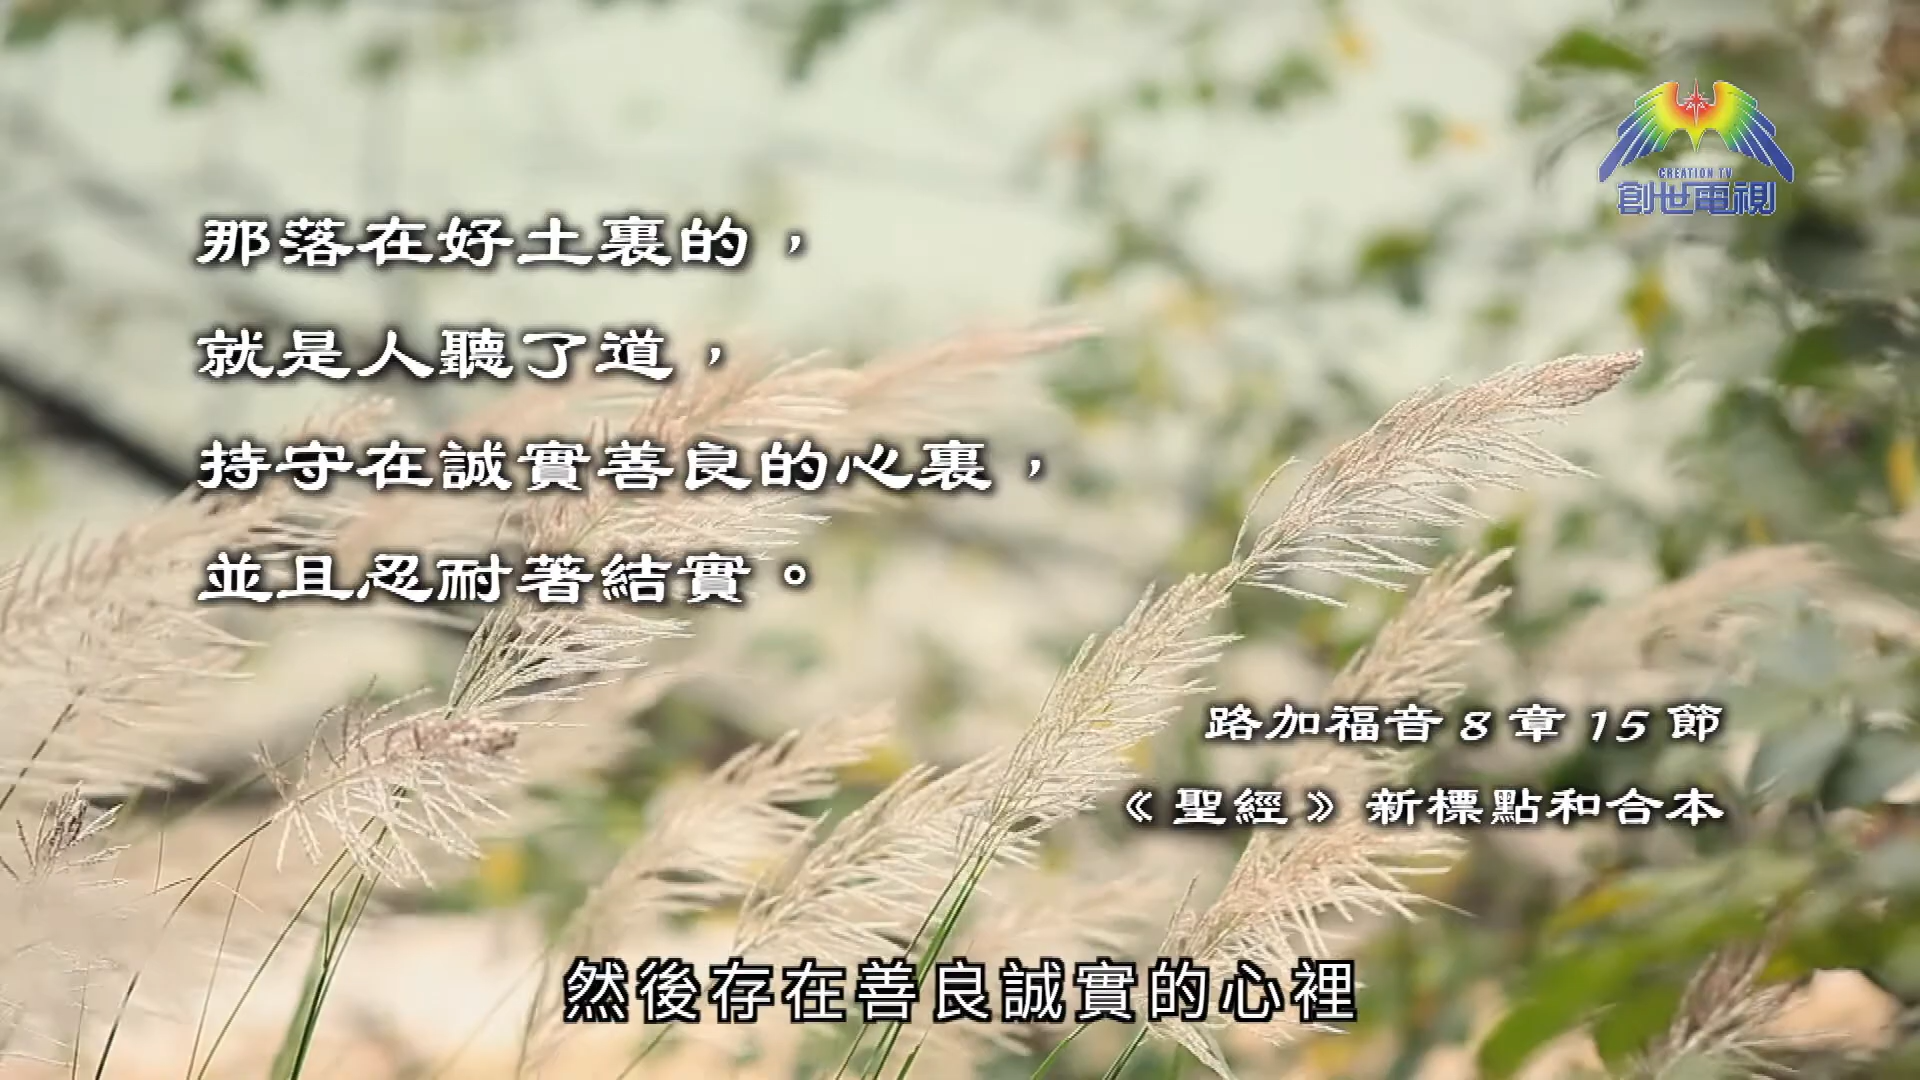 CREATION TV
創世電視
那落在好土裏的，
就是人聽了道，
持守在誠實善良的心裏，
並且忍耐著結實。
路加福音 8 章 15 節
《聖經》新標點和合本
然後存在善良誠實的心裡